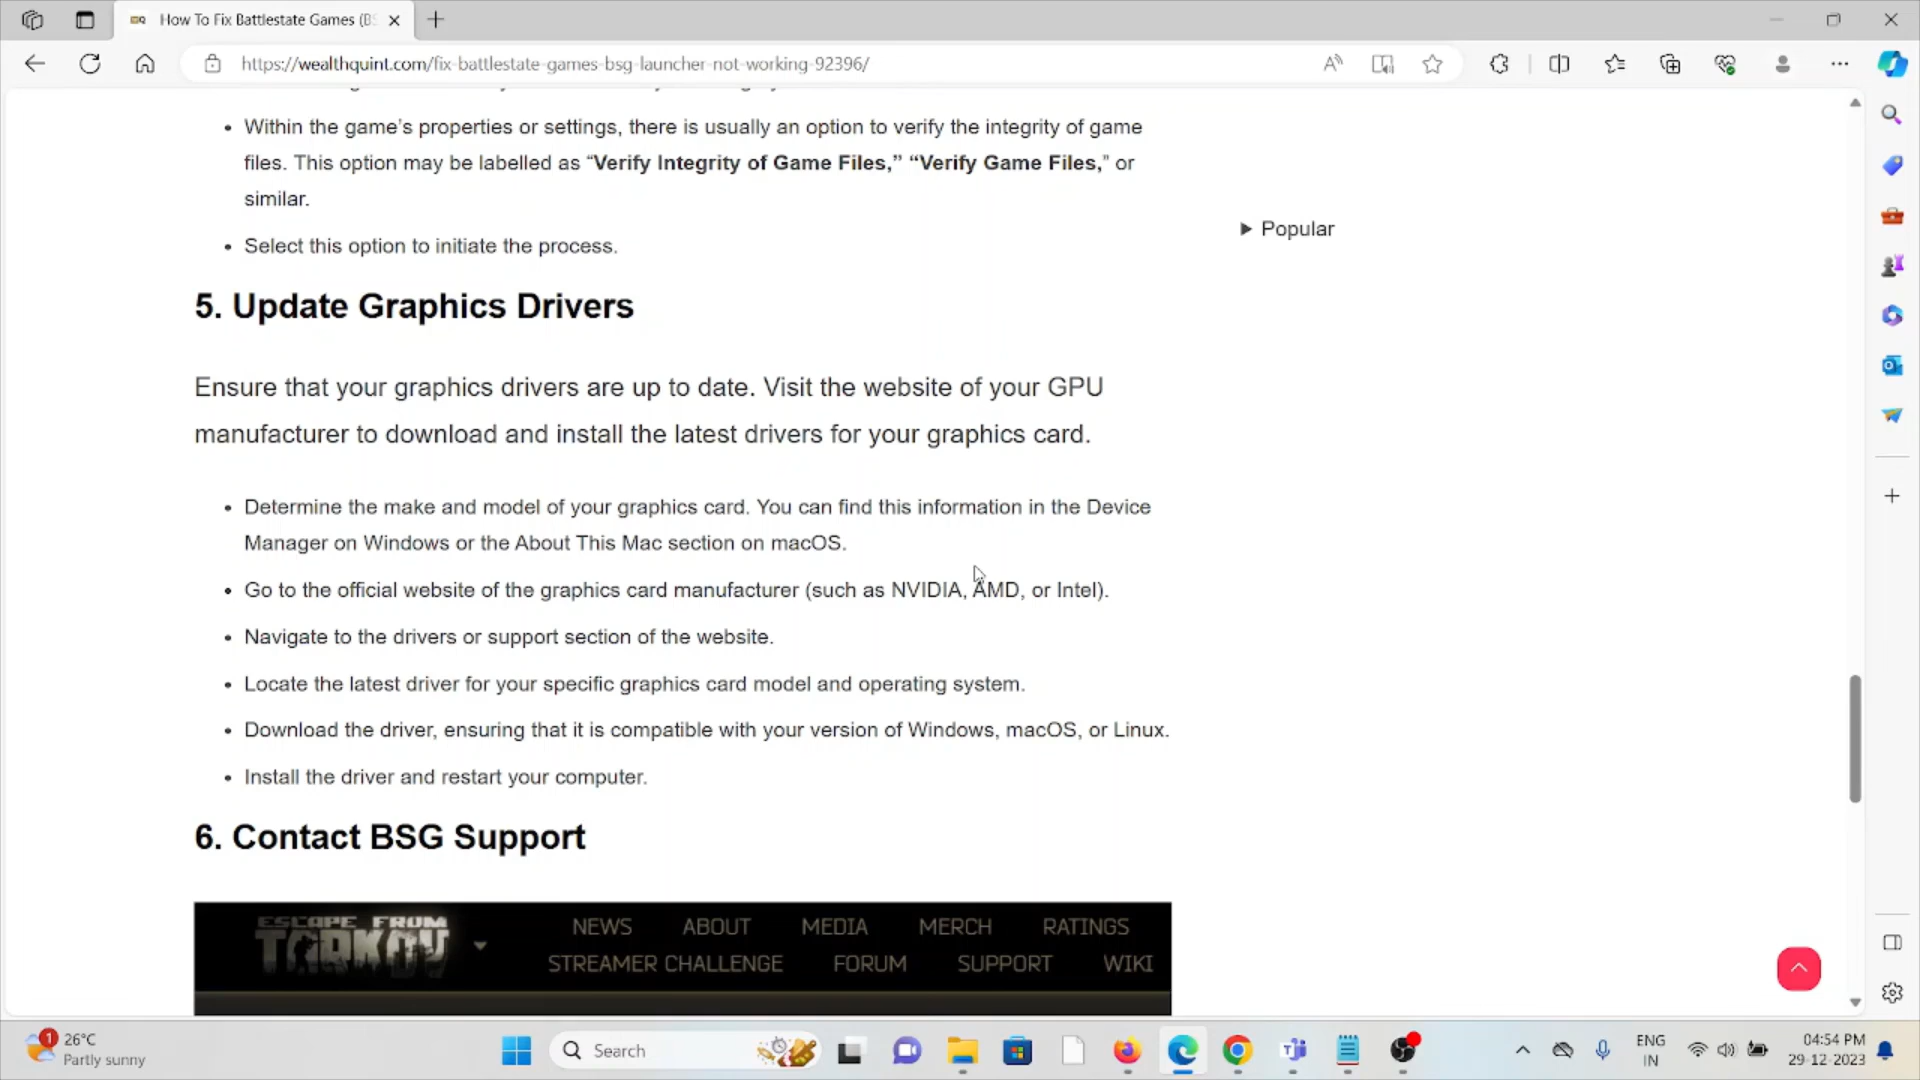 How To Fix Battlestate Games (BS
https://wealthquint.com/fix-battlestate-games-bsg-launcher-not-working-92396/
• Within the game's properties or settings, there is usually an option to verify the integrity of game
files. This option may be labelled as “Verify Integrity of Game Files,” “Verify Game Files,” or
similar.
▶ Popular
• Select this option to initiate the process.
5. Update Graphics Drivers
Ensure that your graphics drivers are up to date. Visit the website of your GPU
manufacturer to download and install the latest drivers for your graphics card.
• Determine the make and model of your graphics card. You can find this information in the Device
Manager on Windows or the About This Mac section on macOS.
• Go to the official website of the graphics card manufacturer (such as NVIDIA, AMD, or Intel).
• Navigate to the drivers or support section of the website.
• Locate the latest driver for your specific graphics card model and operating system.
• Download the driver, ensuring that it is compatible with your version of Windows, macOS, or Linux.
• Install the driver and restart your computer.
6. Contact BSG Support
ESCAPE FROM
TARKOV
NEWS ABOUT MEDIA MERCH RATINGS
STREAMER CHALLENGE FORUM SUPPORT WIKI
1
26°C
Partly sunny
Search
ENG
IN
04:54 PM
29-12-2023